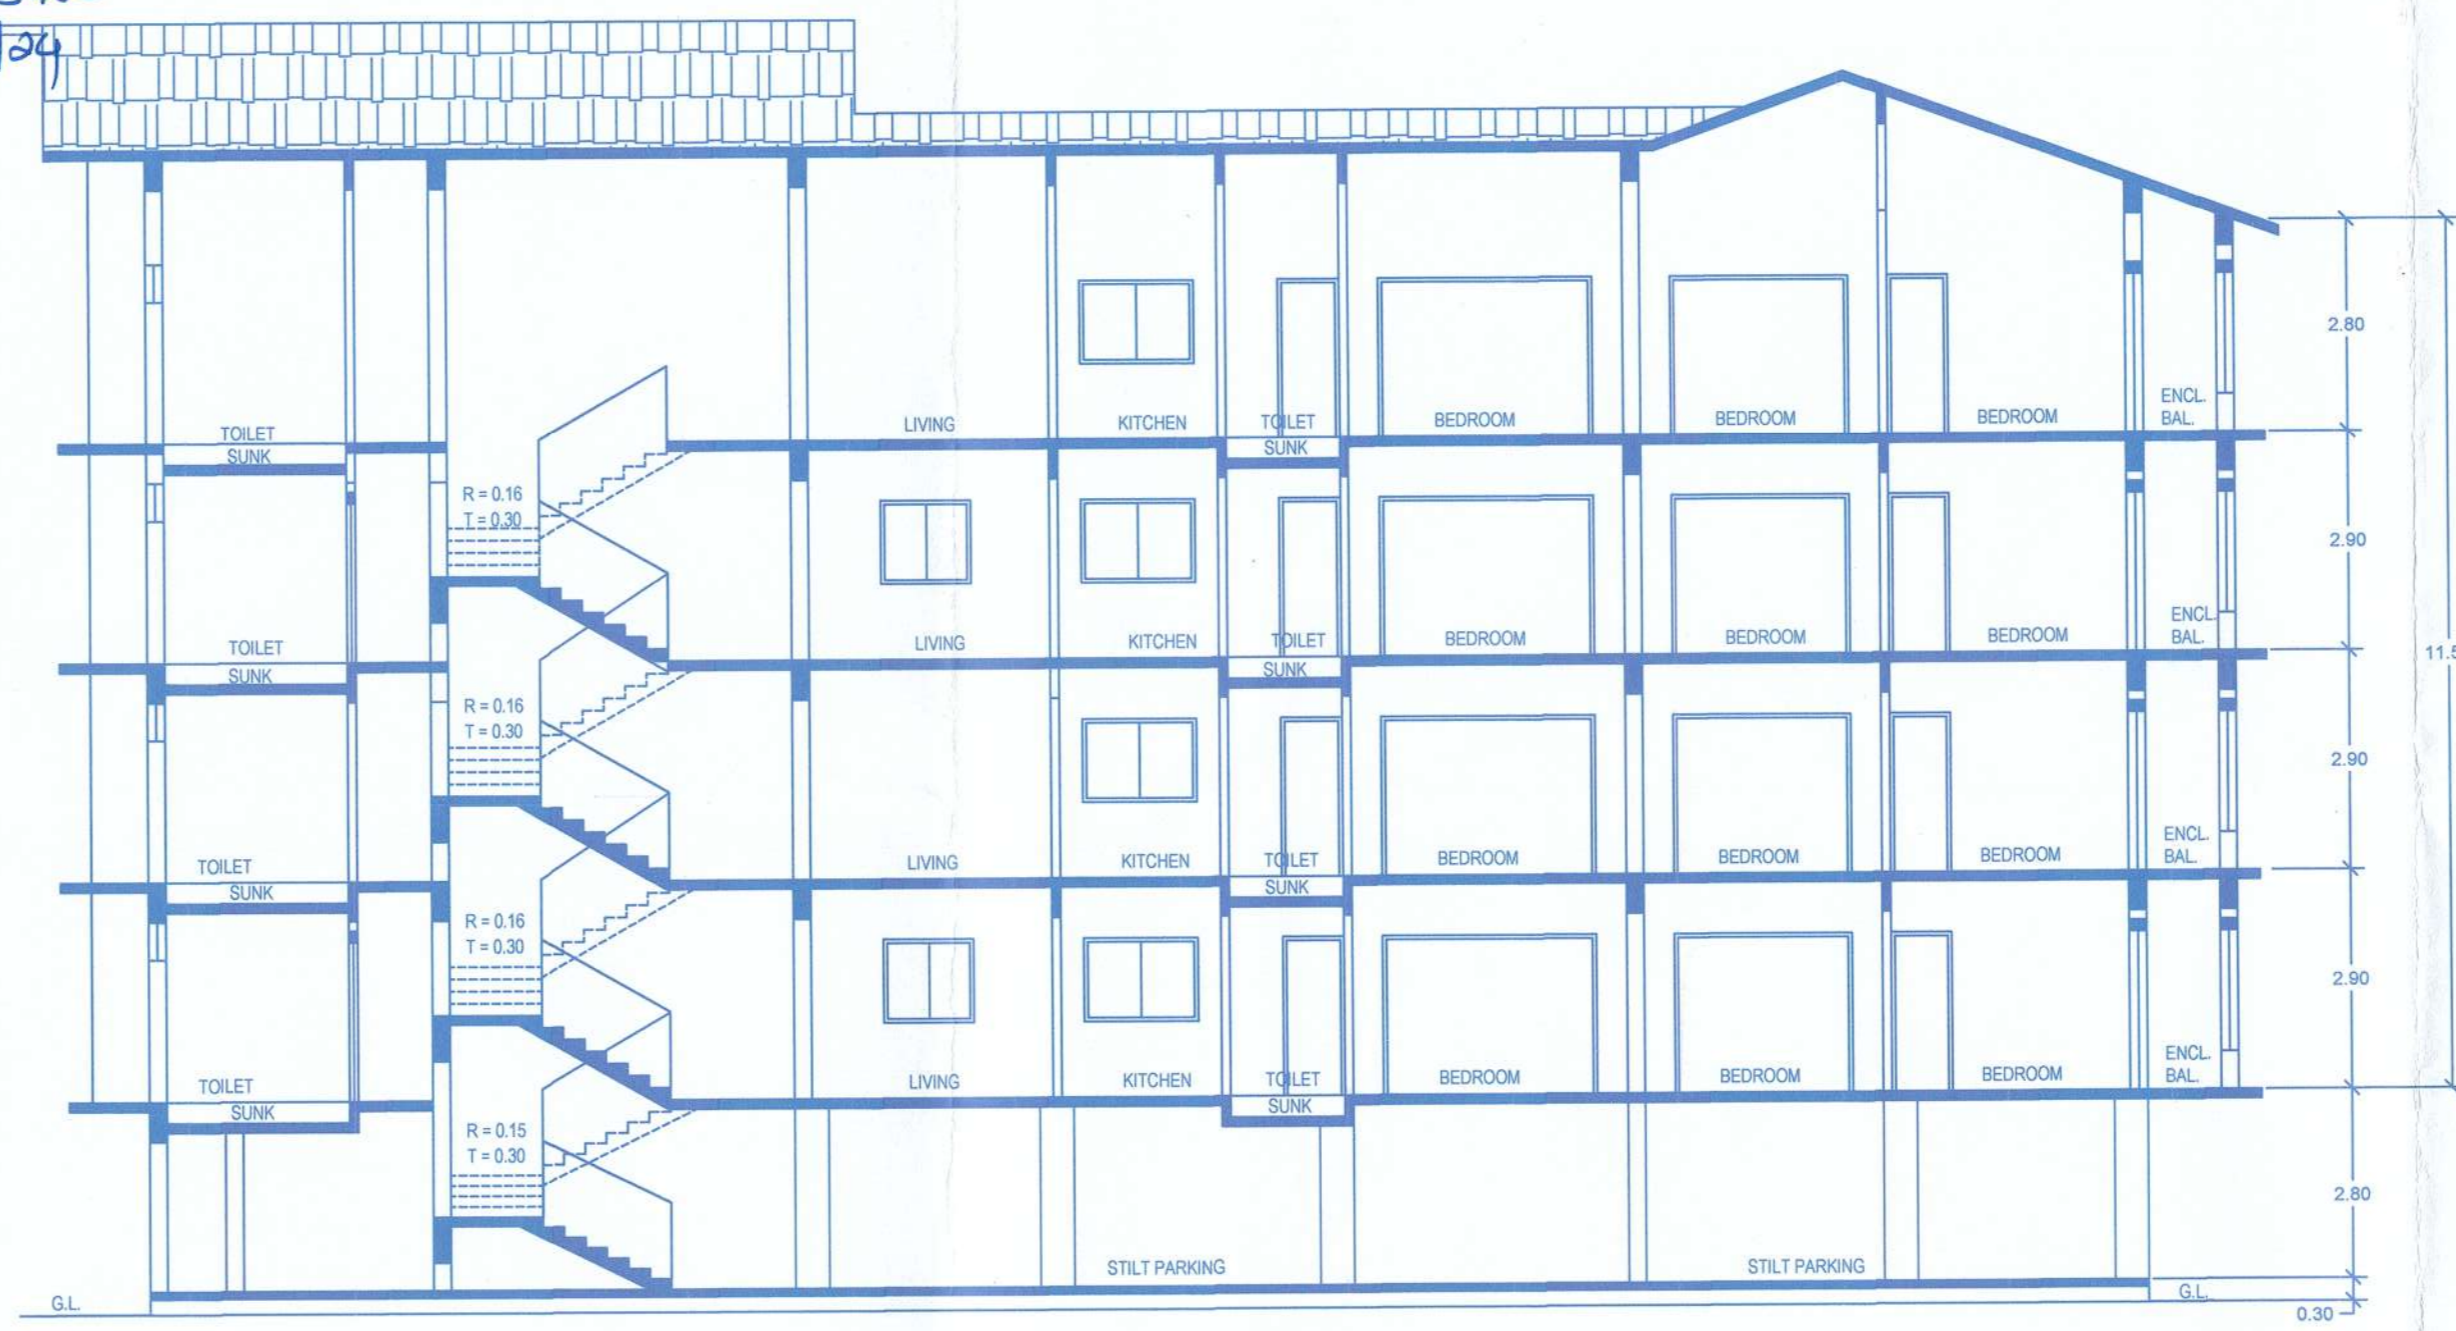 24
2.80
TOILET
LIVING
KITCHEN
TOILET
BEDROOM
BEDROOM
BEDROOM
ENCL.
BAL.
SUNK
SUNK
R = 0.16
T = 0.30
2.90
TOILET
LIVING
KITCHEN
TOILET
BEDROOM
BEDROOM
BEDROOM
ENCL.
BAL.
11.5
SUNK
SUNK
R = 0.16
T = 0.30
2.90
TOILET
LIVING
KITCHEN
TOILET
BEDROOM
BEDROOM
BEDROOM
ENCL.
BAL.
SUNK
SUNK
R = 0.16
T = 0.30
2.90
TOILET
LIVING
KITCHEN
TOILET
BEDROOM
BEDROOM
BEDROOM
ENCL.
BAL.
SUNK
SUNK
R = 0.15
T = 0.30
2.80
STILT PARKING
STILT PARKING
G.L.
G.L.
0.30